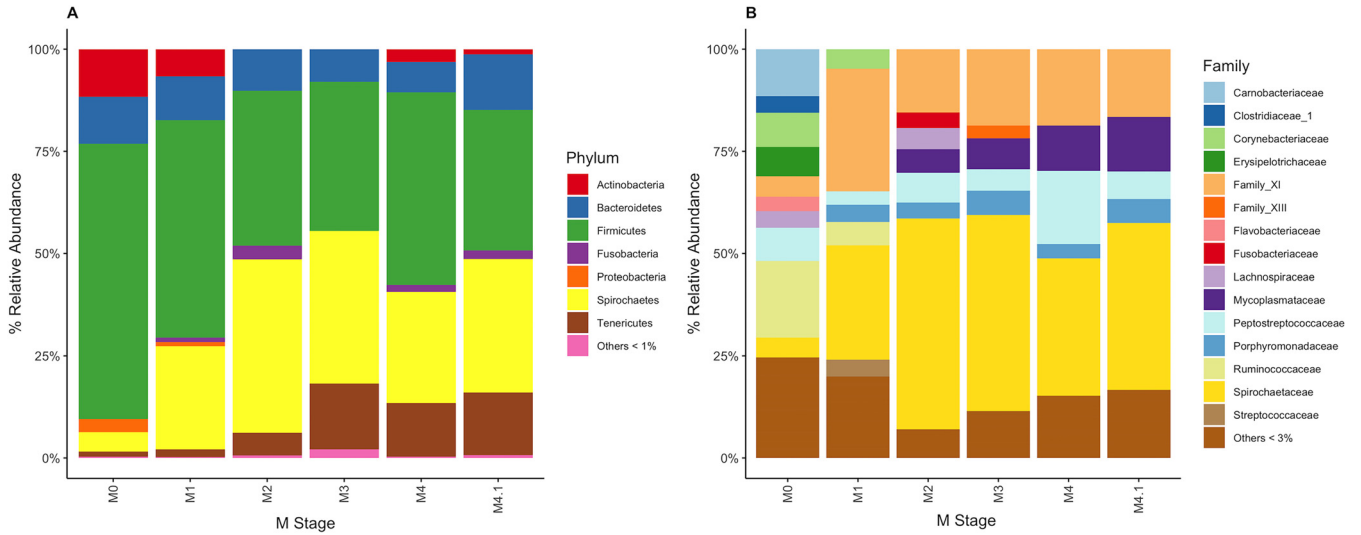 A
% Relative Abundance
100%
75%
50%
25%
0%
M0
M1
M2
M3
M4
M4.1
M Stage
Phylum
Actinobacteria
Bacteroidetes
Firmicutes
Fusobacteria
Proteobacteria
Spirochaetes
Tenericutes
Others < 1%
B
% Relative Abundance
100%
75%
50%
25%
0%
M0
M1
M2
M3
M4
M4.1
M Stage
Family
Carnobacteriaceae
Clostridiaceae_1
Corynebacteriaceae
Erysipelotrichaceae
Family_XI
Family_XIII
Flavobacteriaceae
Fusobacteriaceae
Lachnospiraceae
Mycoplasmataceae
Peptostreptococcaceae
Porphyromonadaceae
Ruminococcaceae
Spirochaetaceae
Streptococcaceae
Others < 3%